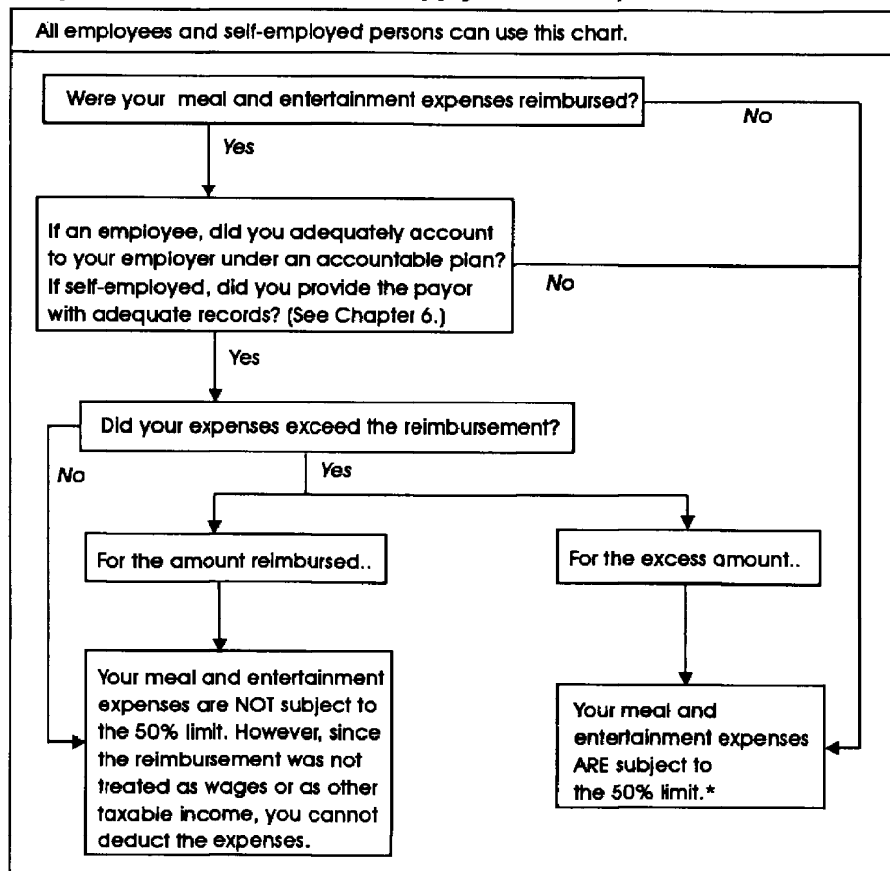 All employees and self-employed persons can use this chart.
Were your meal and entertainment expenses reimbursed?
No
Yes
If an employee, did you adequately account
to your employer under an accountable plan?
If self-employed, did you provide the payor
with adequate records? (See Chapter 6.)
No
Yes
Did your expenses exceed the reimbursement?
No
Yes
For the amount reimbursed..
For the excess amount..
Your meal and entertainment
expenses are NOT subject to
the 50% limit. However, since
the reimbursement was not
treated as wages or as other
taxable income, you cannot
deduct the expenses.
Your meal and
entertainment expenses
ARE subject to
the 50% limit.*